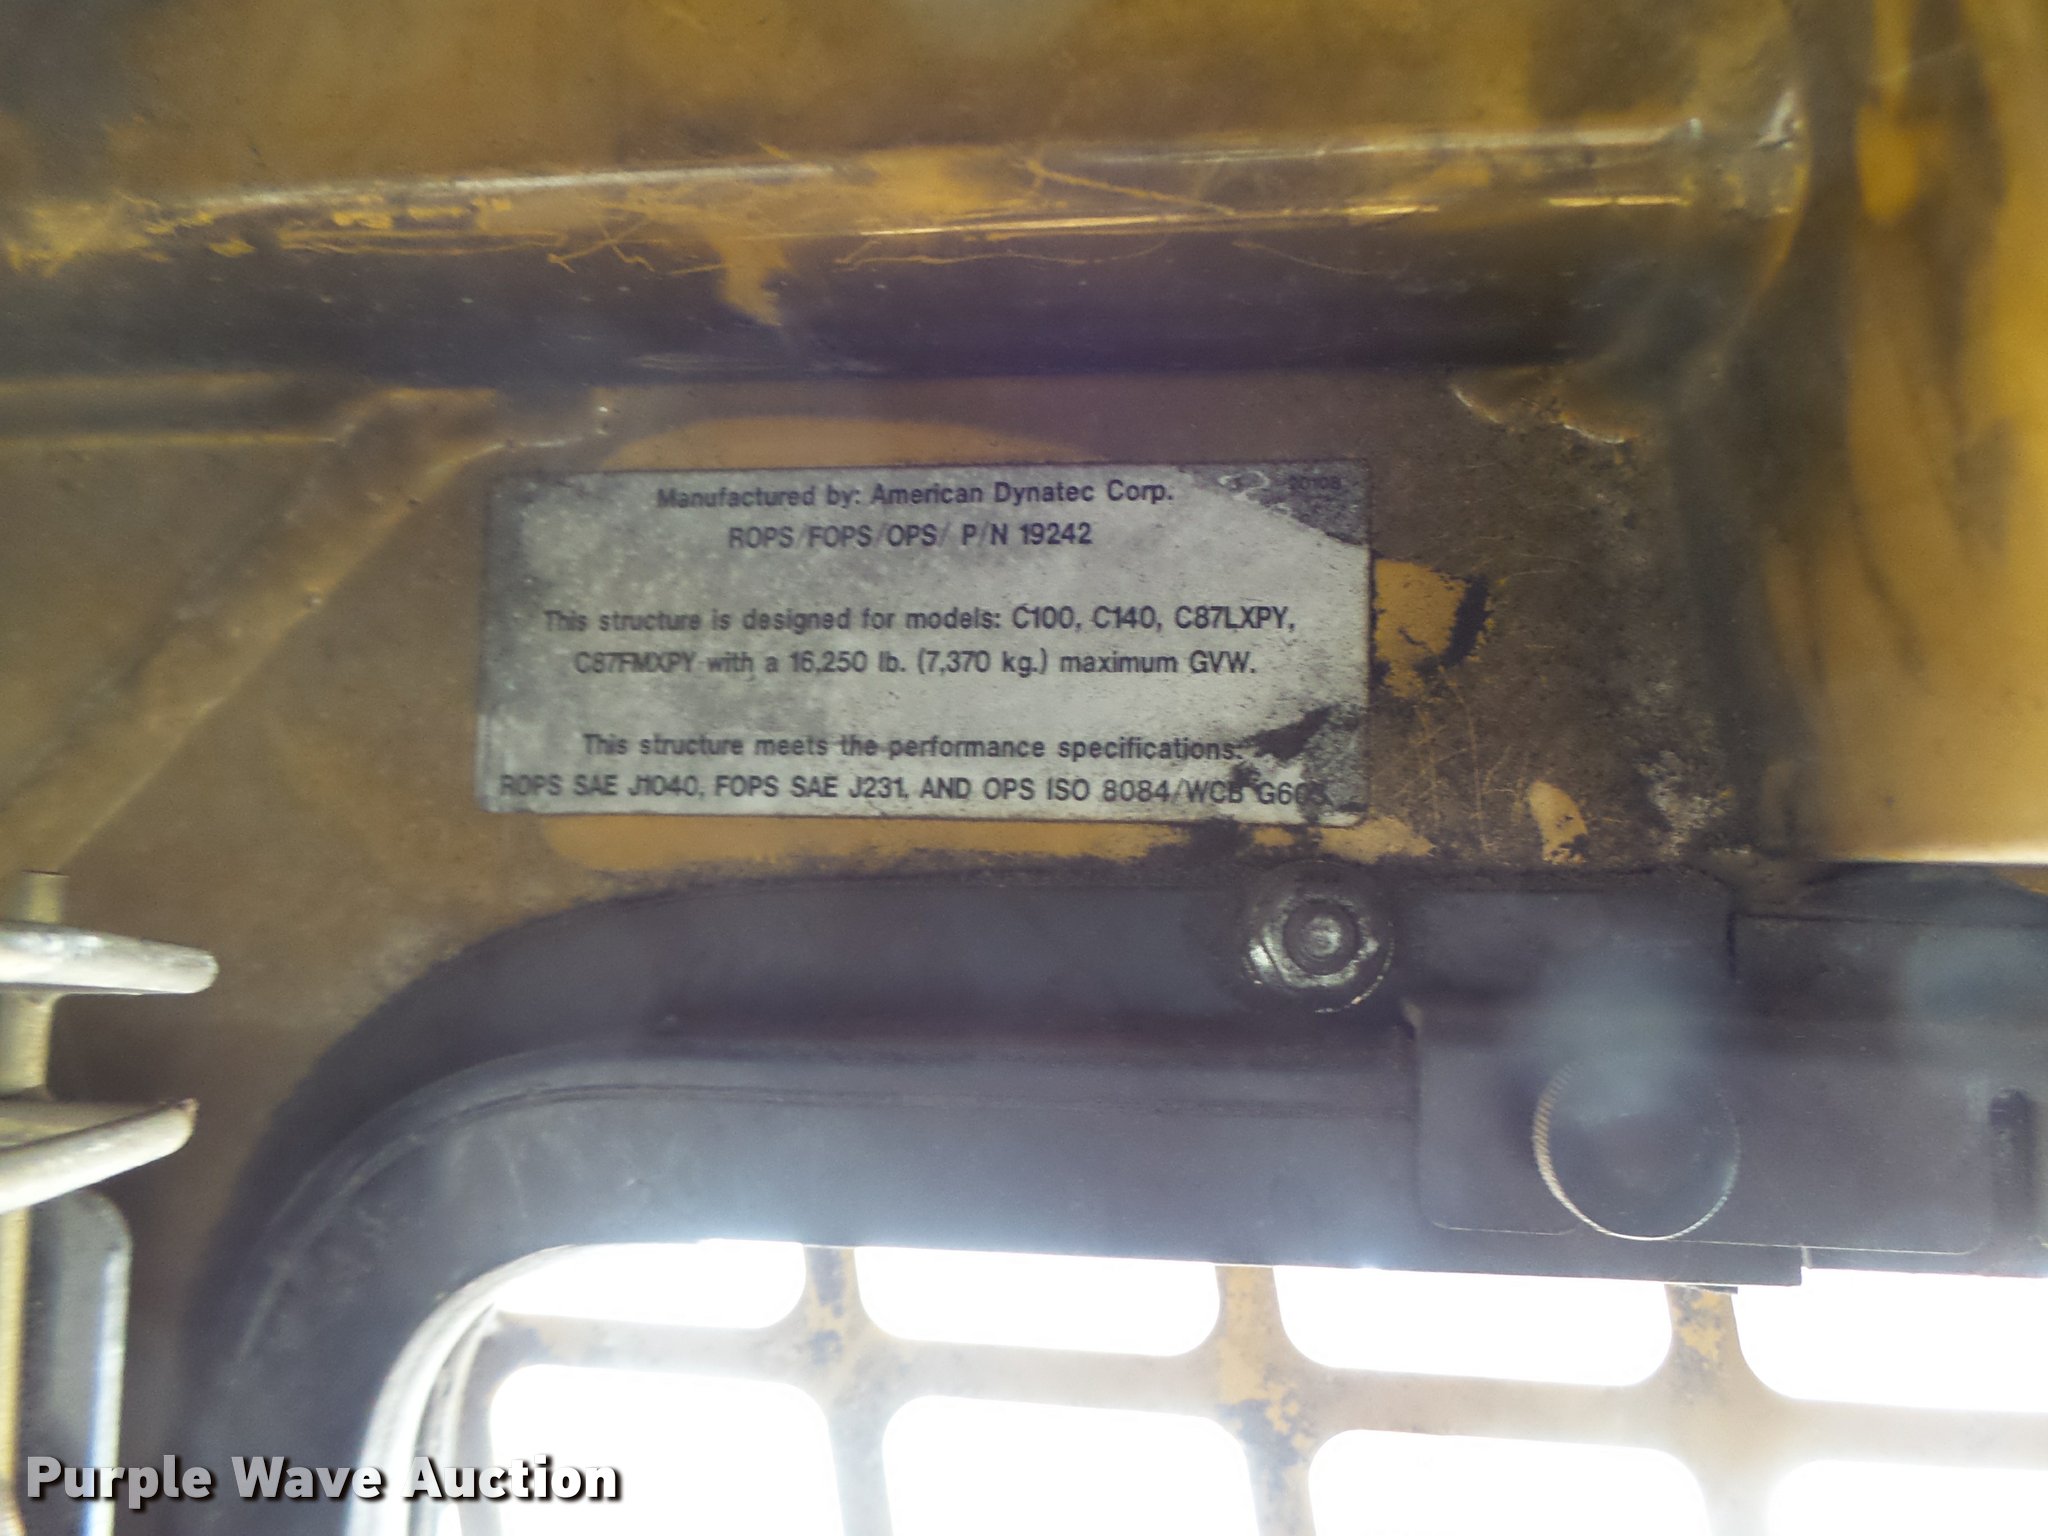 20108
Manufactured by: American Dynatec Corp.
ROPS/FOPS/OPS/ P/N 19242
This structure is designed for models: C100, C140, C87LXPY,
C87FMXPY with a 16,250 lb. (7,370 kg.) maximum GVW.
This structure meets the performance specifications:
ROPS SAE J1040, FOPS SAE J231, AND OPS ISO 8084/WCB
Purple Wave Auction